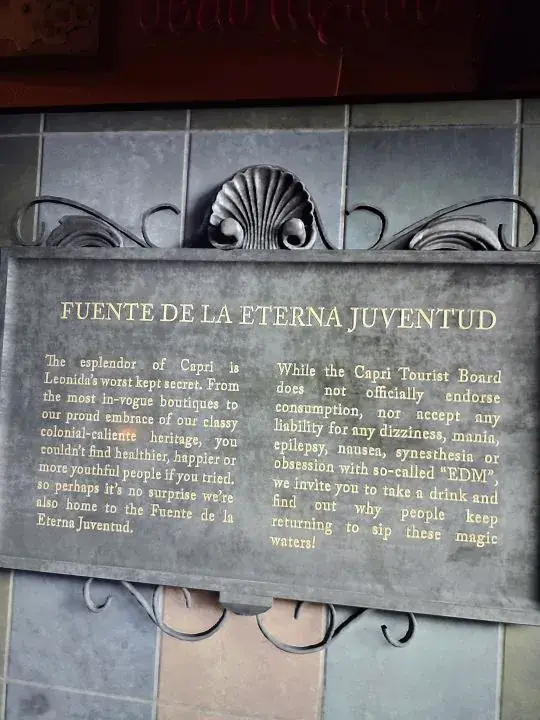 FUENTE DE LA ETERNA JUVENTUD
The esplendor of Capri is
Leonida's worst kept secret. From
the most in-vogue boutiques to
our proud embrace of our classy
colonial-caliente heritage, you
couldn't find healthier, happier or
more youthful people if you tried,
so perhaps it's no surprise we're
also home to the Fuente de la
Eterna Juventud.
While the Capri Tourist Board
does not officially endorse
consumption, nor accept any
liability for any dizziness, mania,
epilepsy, nausea, synesthesia or
obsession with so-called "EDM",
we invite you to take a drink and
find out why people keep
returning to sip these magic
waters!